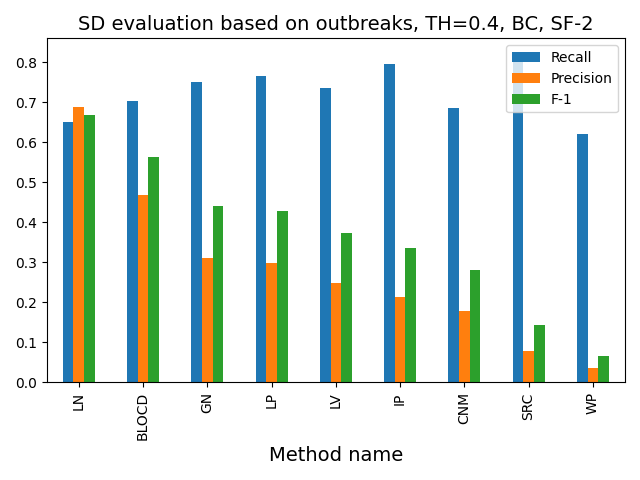 SD evaluation based on outbreaks, TH=0.4, BC, SF-2
Recall
Precision
F-1
0.8
0.7
0.6
0.5
0.4
0.3
0.2
0.1
0.0
LN
BLOCD
GN
LP
LV
IP
CNM
SRC
WP
Method name